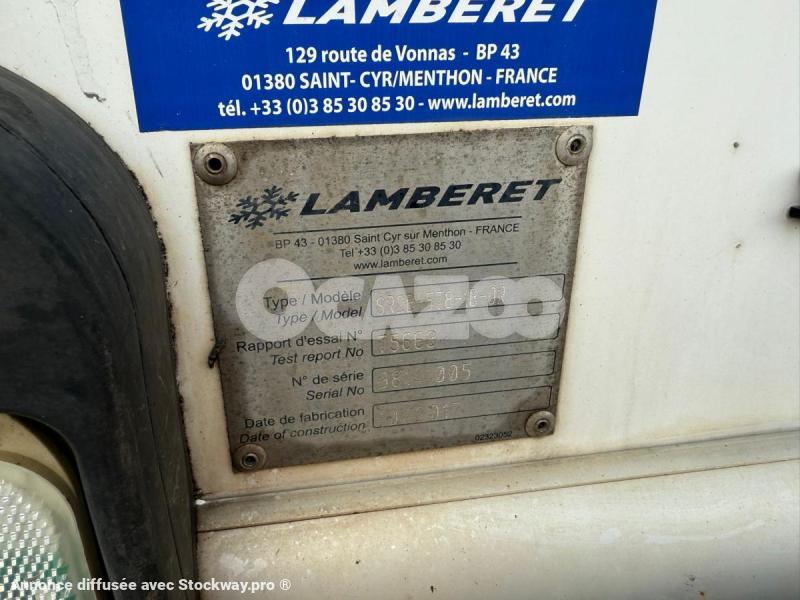 LAMBERET
129 route de Vonnas - BP 43
01380 SAINT- CYR/MENTHON - FRANCE
tél. +33 (0)3 85 30 85 30 - www.lamberet.com
LAMBERET
BP 43 - 01380 Saint Cyr sur Menthon - FRANCE
Tel +33 (0) 3 85 30 85 30
www.lamberet.com
Type / Modèle
Type / Model
OCAZOO
Rapport d'essai N°
Test report No
N° de série
Serial No
Date de fabrication
Date of construction
02323052
Annonce diffusée avec Stockway.pro ®